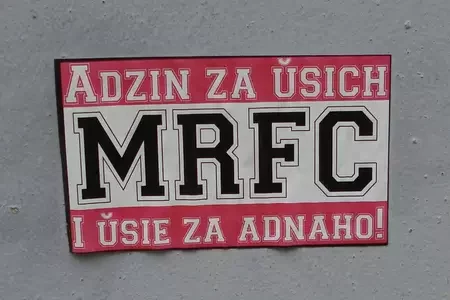 ADZIN ZA ŬSICH
MRFC
I ŬSIE ZA ADNAHO!